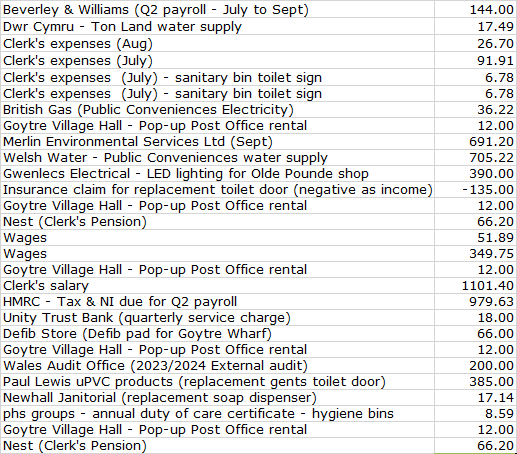 Beverley & Williams (Q2 payroll - July to Sept) 144.00
Dwr Cymru - Ton Land water supply 17.49
Clerk's expenses (Aug) 26.70
Clerk's expenses (July) 91.91
Clerk's expenses  (July) - sanitary bin toilet sign 6.78
Clerk's expenses  (July) - sanitary bin toilet sign 6.78
British Gas (Public Conveniences Electricity) 36.22
Goytre Village Hall - Pop-up Post Office rental 12.00
Merlin Environmental Services Ltd (Sept) 691.20
Welsh Water - Public Conveniences water supply 705.22
Gwenlecs Electrical - LED lighting for Olde Pounde shop 390.00
Insurance claim for replacement toilet door (negative as income) -135.00
Goytre Village Hall - Pop-up Post Office rental 12.00
Nest (Clerk's Pension) 66.20
Wages 51.89
Wages 349.75
Goytre Village Hall - Pop-up Post Office rental 12.00
Clerk's salary 1101.40
HMRC - Tax & NI due for Q2 payroll 979.63
Unity Trust Bank (quarterly service charge) 18.00
Defib Store (Defib pad for Goytre Wharf) 66.00
Goytre Village Hall - Pop-up Post Office rental 12.00
Wales Audit Office (2023/2024 External audit) 200.00
Paul Lewis uPVC products (replacement gents toilet door) 385.00
Newhall Janitorial (replacement soap dispenser) 17.14
phs groups - annual duty of care certificate - hygiene bins 8.59
Goytre Village Hall - Pop-up Post Office rental 12.00
Nest (Clerk's Pension) 66.20